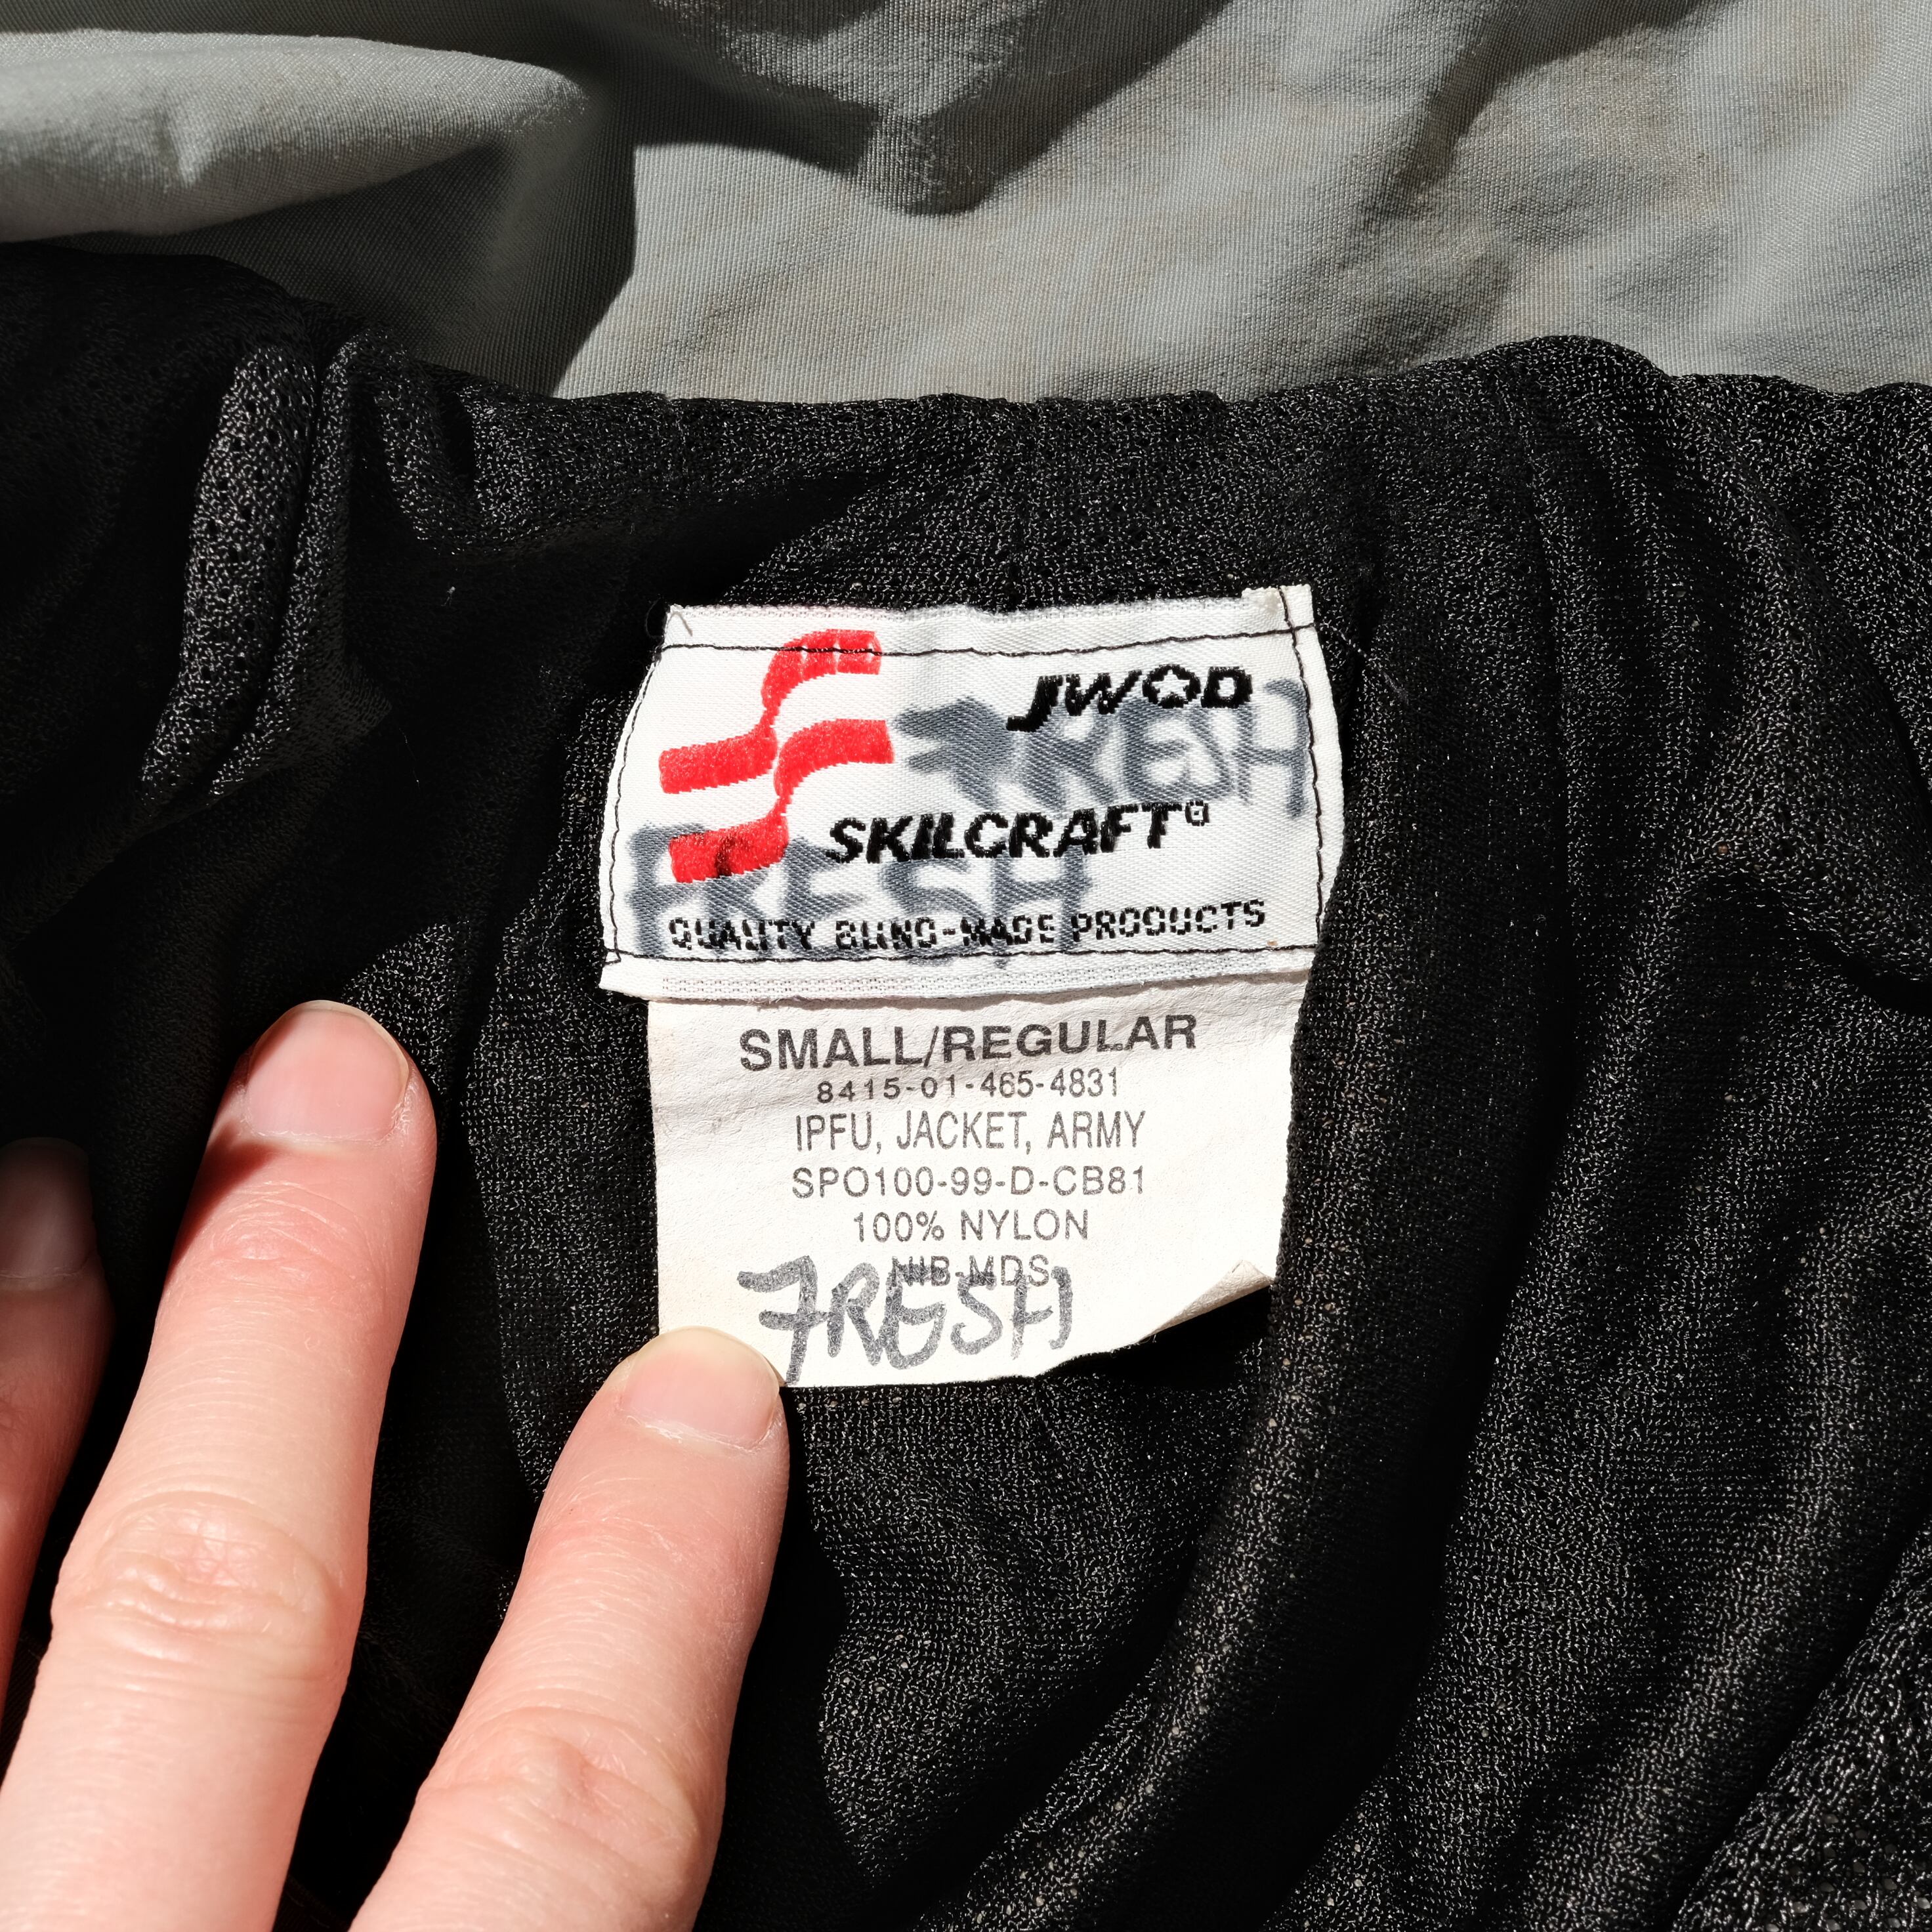 JWOD
FRESH
SKILCRAFT®
FRESH
QUALITY BLIND-MADE PRODUCTS
SMALL/REGULAR
8415-01-465-4831
IPFU, JACKET, ARMY
SPO100-99-D-CB81
100% NYLON
NIB-MDS
FRESH